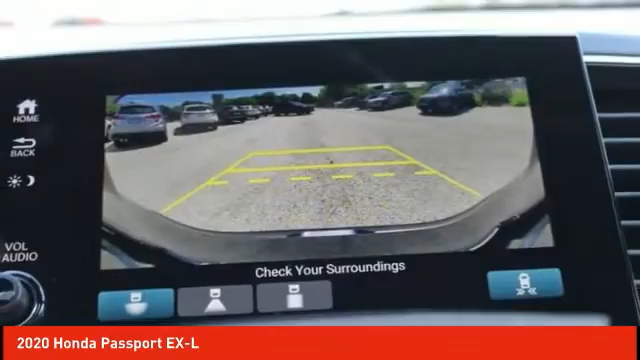 HOME
BACK
VOL
AUDIO
Check Your Surroundings
2020 Honda Passport EX-L